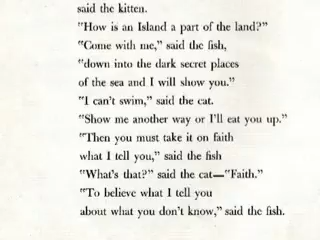 said the kitten.
"How is an Island a part of the land?"
"Come with me," said the fish,
"down into the dark secret places
of the sea and I will show you."
"I can't swim," said the cat.
"Show me another way or I'll eat you up."
"Then you must take it on faith
what I tell you," said the fish
"What's that?" said the cat—"Faith."
"To believe what I tell you
about what you don't know," said the fish.